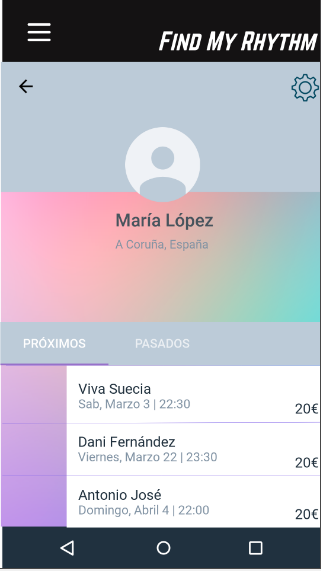 FIND MY RHYTHM
María López
A Coruña, España
PRÓXIMOS PASADOS
Viva Suecia
Sab, Marzo 3 | 22:30
20€
Dani Fernández
Viernes, Marzo 22 | 23:30
20€
Antonio José
Domingo, Abril 4 | 22:00
20€